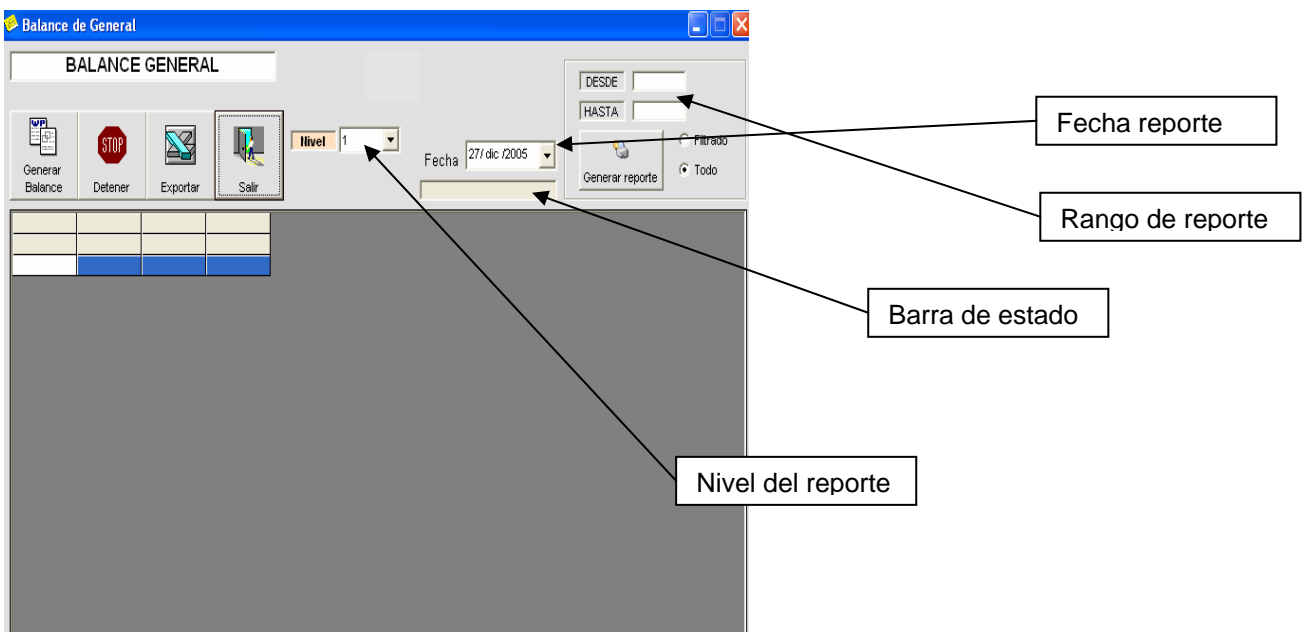 Balance de General
BALANCE GENERAL
DESDE
HASTA
Generar
Balance
STOP
Detener
Exportar
Salir
Nivel 1
Fecha 27/ dic /2005
Generar reporte
Filtrado
Todo
Fecha reporte
Rango de reporte
Barra de estado
Nivel del reporte